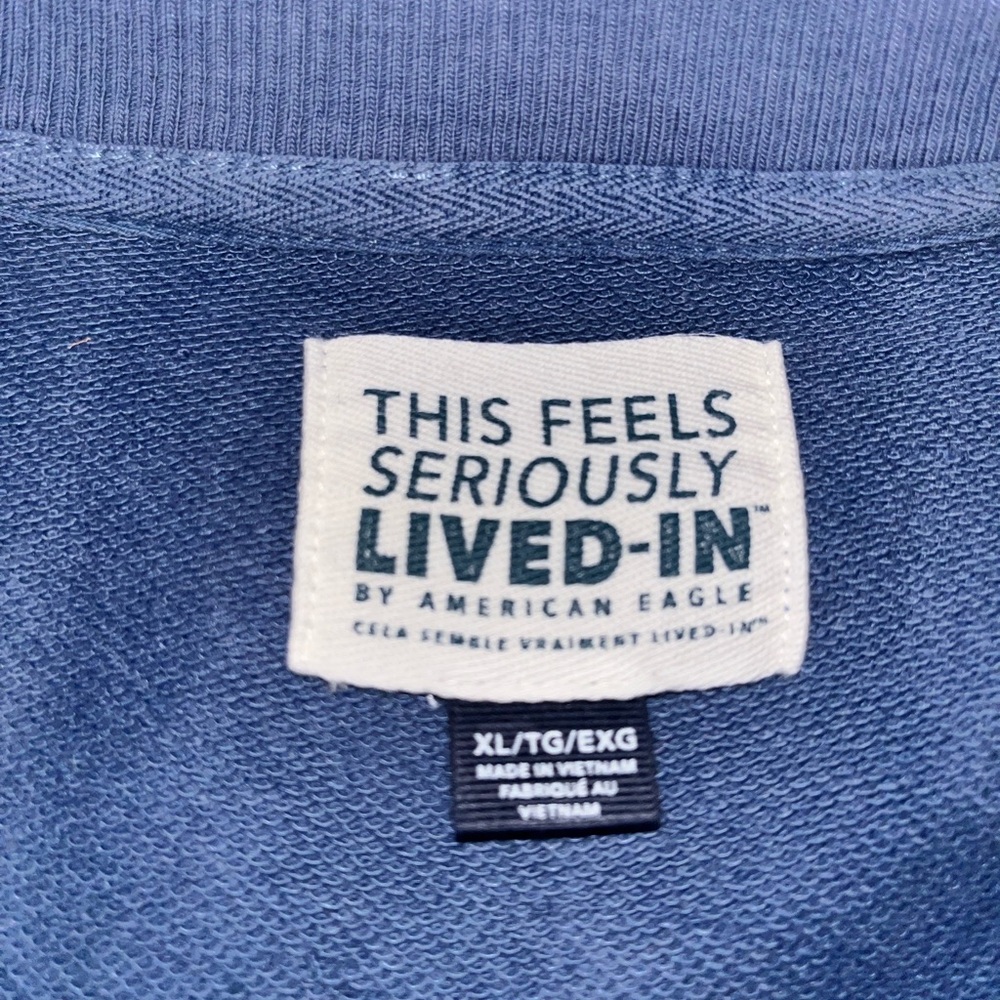 THIS FEELS
SERIOUSLY
LIVED-IN™
BY AMERICAN EAGLE
CELA SEMBLE VRAIMENT LIVED-IN™
XL/TG/EXG
MADE IN VIETNAM
FABRIQUÉ AU
VIETNAM